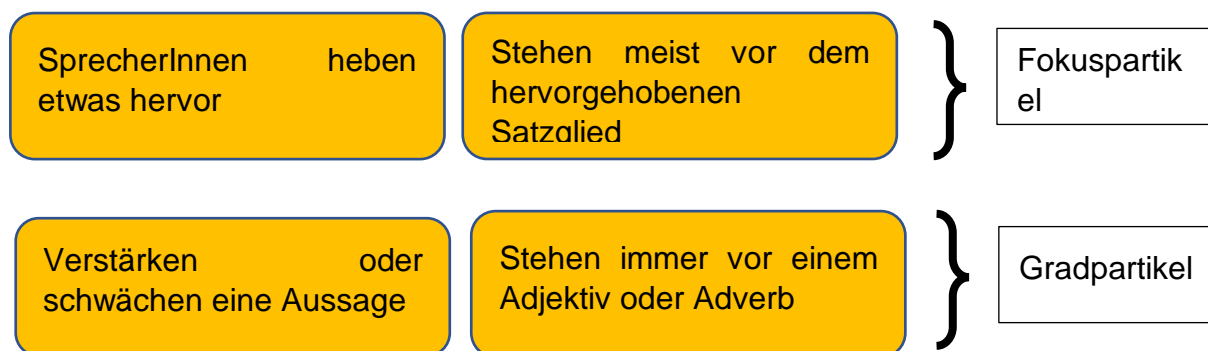 SprecherInnen heben
etwas hervor
Stehen meist vor dem
hervorgehobenen
Satzglied
Fokuspartik
el
Verstärken oder
schwächen eine Aussage
Stehen immer vor einem
Adjektiv oder Adverb
Gradpartikel